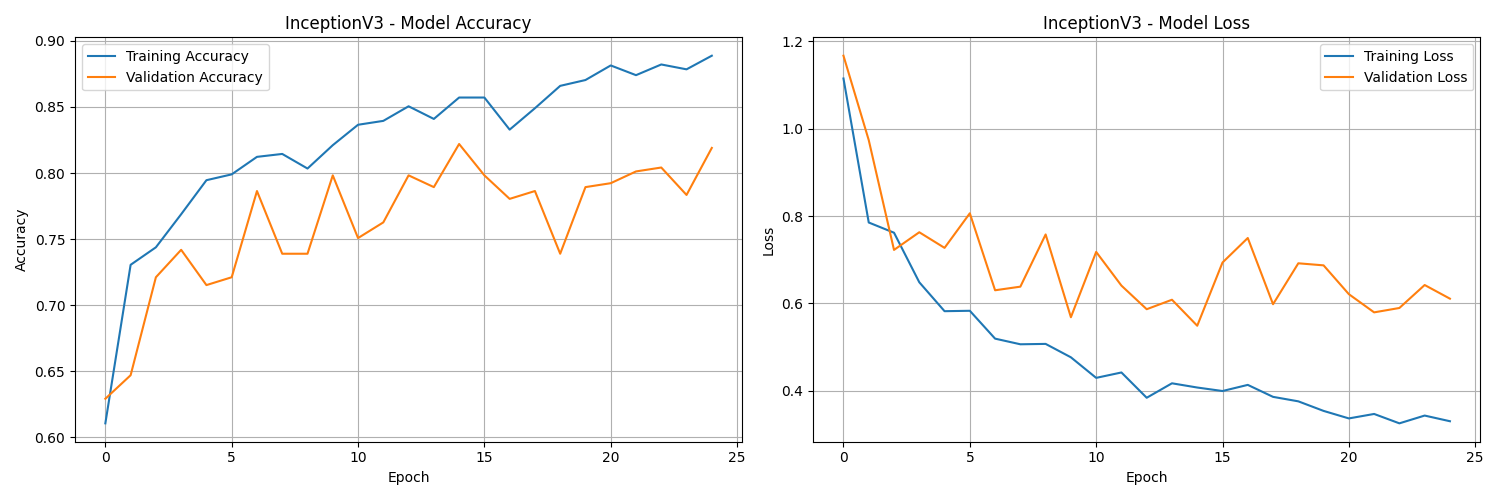 InceptionV3 - Model Accuracy
Training Accuracy
Validation Accuracy
0.90
0.85
0.80
0.75
0.70
0.65
0.60
Accuracy
0 5 10 15 20 25
Epoch
InceptionV3 - Model Loss
Training Loss
Validation Loss
1.2
1.0
0.8
0.6
0.4
Loss
0 5 10 15 20 25
Epoch